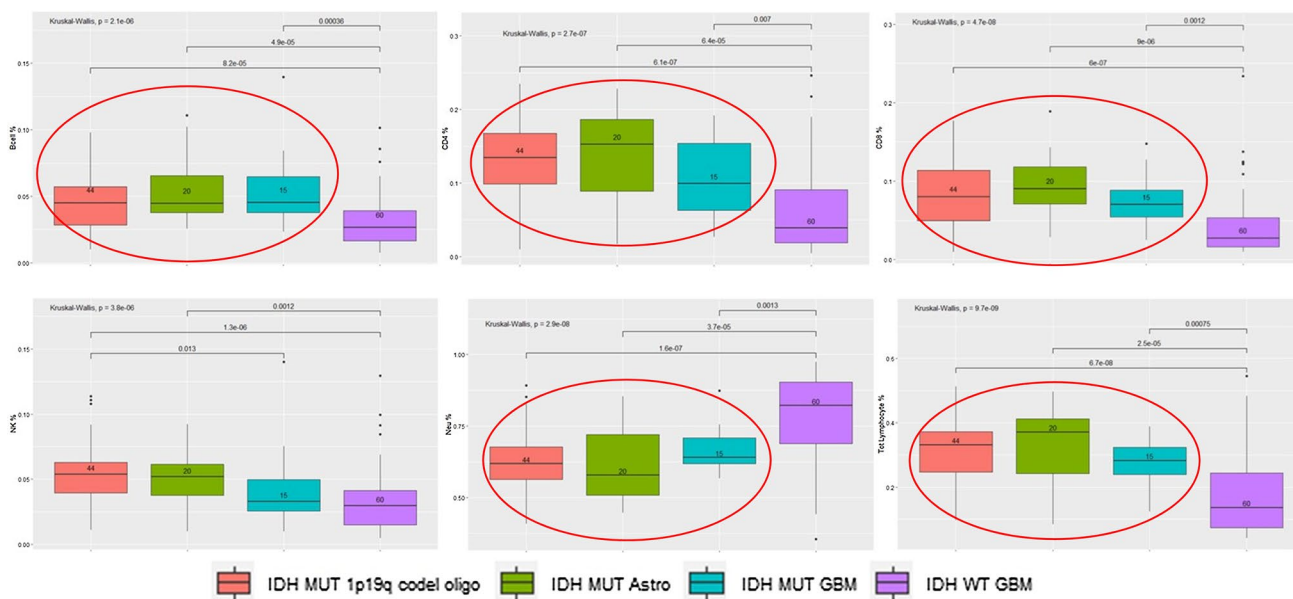 Kruskal-Wallis, p = 2.1e-06
0.00036
4.9e-05
8.2e-05
Bcell %
0.15
0.10
0.05
0.00
44
20
15
60
Kruskal-Wallis, p = 2.7e-07
0.007
6.4e-05
6.1e-07
CD4 %
0.3
0.2
0.1
0.0
44
20
15
60
Kruskal-Wallis, p = 4.7e-08
0.0012
9e-06
6e-07
CD8 %
0.3
0.2
0.1
0.0
44
20
15
60
Kruskal-Wallis, p = 3.8e-06
0.0012
1.3e-06
0.013
NK %
0.15
0.10
0.05
0.00
44
20
15
60
Kruskal-Wallis, p = 2.9e-08
0.0013
3.7e-05
1.6e-07
Neu %
1.00
0.75
0.50
44
20
15
60
Kruskal-Wallis, p = 9.7e-09
0.00075
2.5e-05
6.7e-08
Tot Lymphocyte %
0.6
0.4
0.2
44
20
15
60
IDH MUT 1p19q codel oligo IDH MUT Astro IDH MUT GBM IDH WT GBM